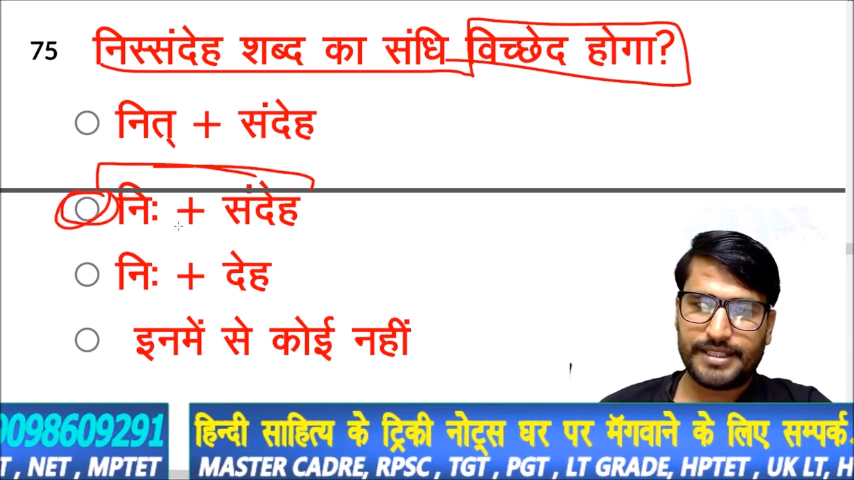 75 निस्संदेह शब्द का संधि विच्छेद होगा?
नित् + संदेह
निः + संदेह
निः + देह
इनमें से कोई नहीं
9098609291 हिन्दी साहित्य के ट्रिकी नोट्स घर पर मॅगवाने के लिए सम्पर्क.
T , NET , MPTET MASTER CADRE, RPSC , TGT , PGT , LT GRADE, HPTET , UK LT, H